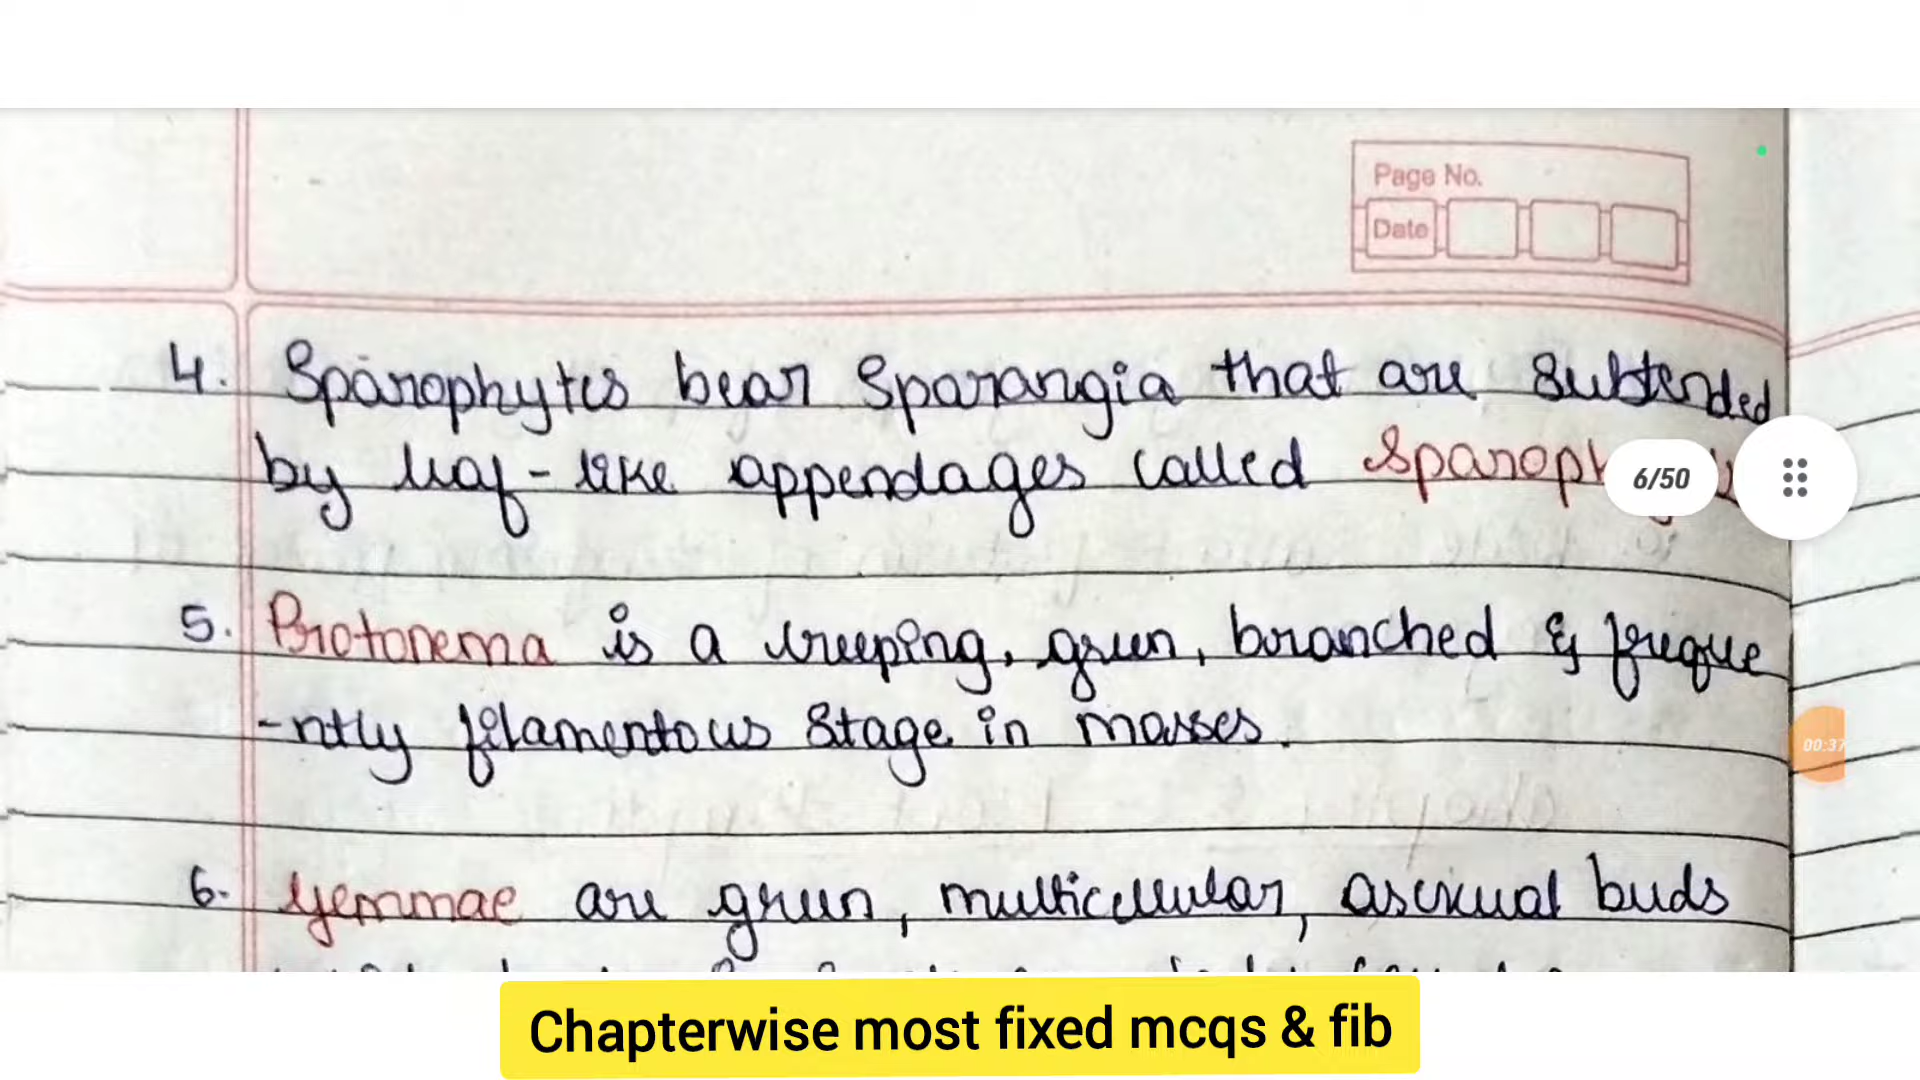 Page No.
Date
4. Sporophytes bear Sporangia that are Subtended
by leaf-like appendages called
6/50
5. Protonema is a creeping, green, branched & freque
-ntly filamentous Stage in mosses.
00:37
6. Gemmae are green, multicellular, asexual buds
Chapterwise most fixed mcqs & fib